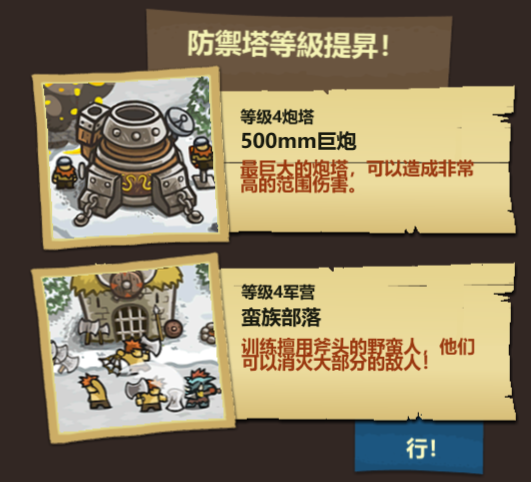 防禦塔等級提昇!
等级4炮塔
500mm巨炮
最巨大的炮塔，可以造成非常
高的范围伤害。
等级4军营
蛮族部落
训练擅用斧头的野蛮人，他们
可以消灭大部分的敌人!
行!